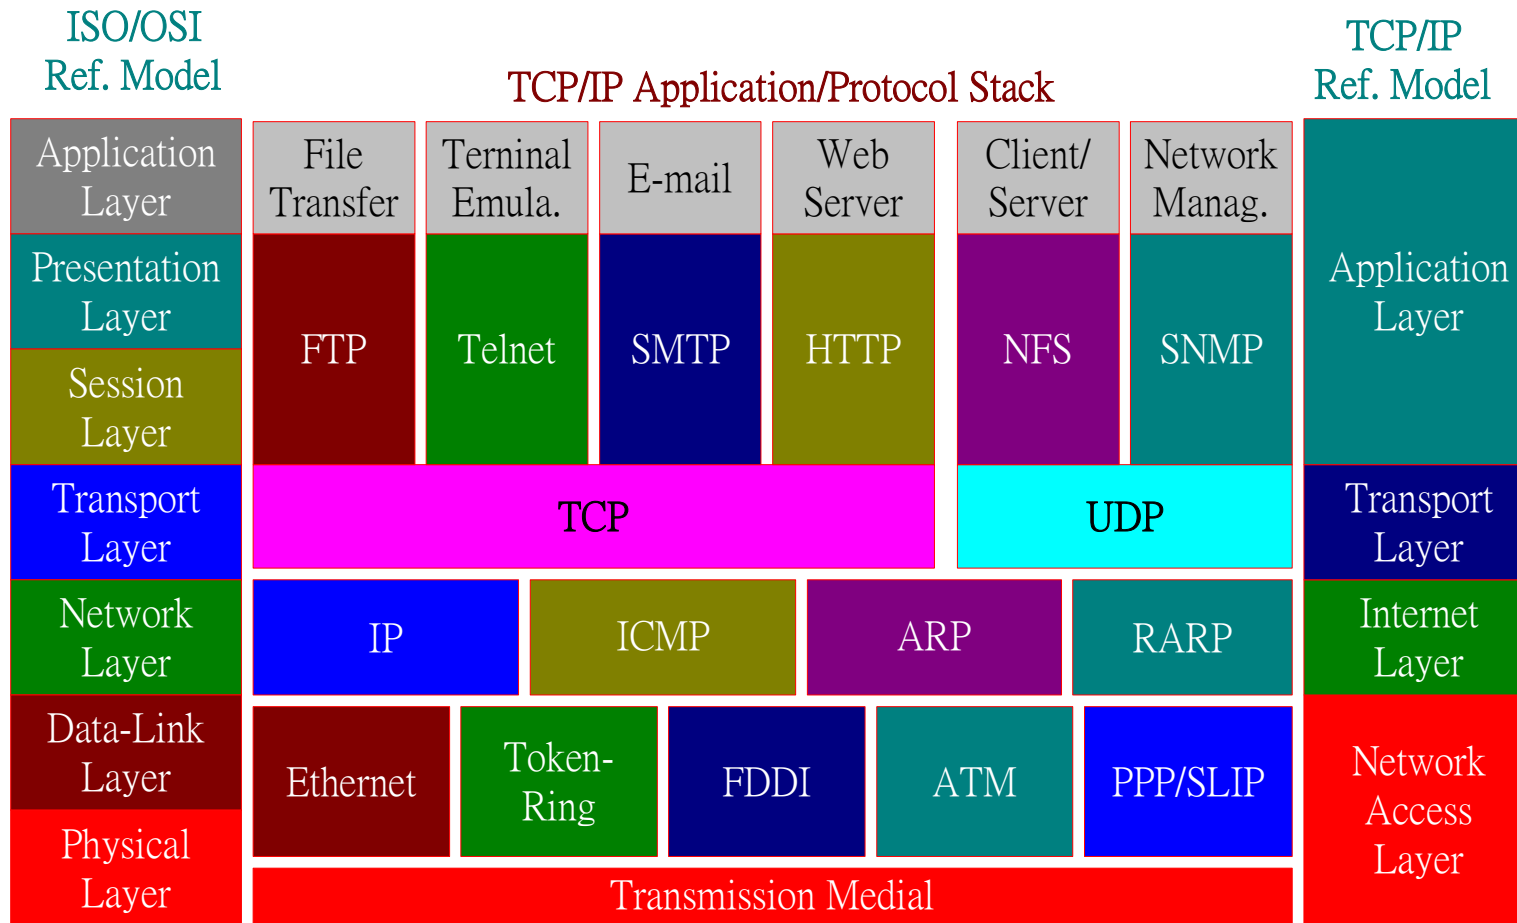 ISO/OSI
Ref. Model
TCP/IP Application/Protocol Stack
TCP/IP
Ref. Model
Application
Layer
File
Transfer
Terninal
Emula.
E-mail
Web
Server
Client/
Server
Network
Manag.
Presentation
Layer
Session
Layer
FTP
Telnet
SMTP
HTTP
NFS
SNMP
Application
Layer
Transport
Layer
TCP
UDP
Transport
Layer
Network
Layer
IP
ICMP
ARP
RARP
Internet
Layer
Data-Link
Layer
Ethernet
Token-
Ring
FDDI
ATM
PPP/SLIP
Network
Access
Layer
Physical
Layer
Transmission Medial